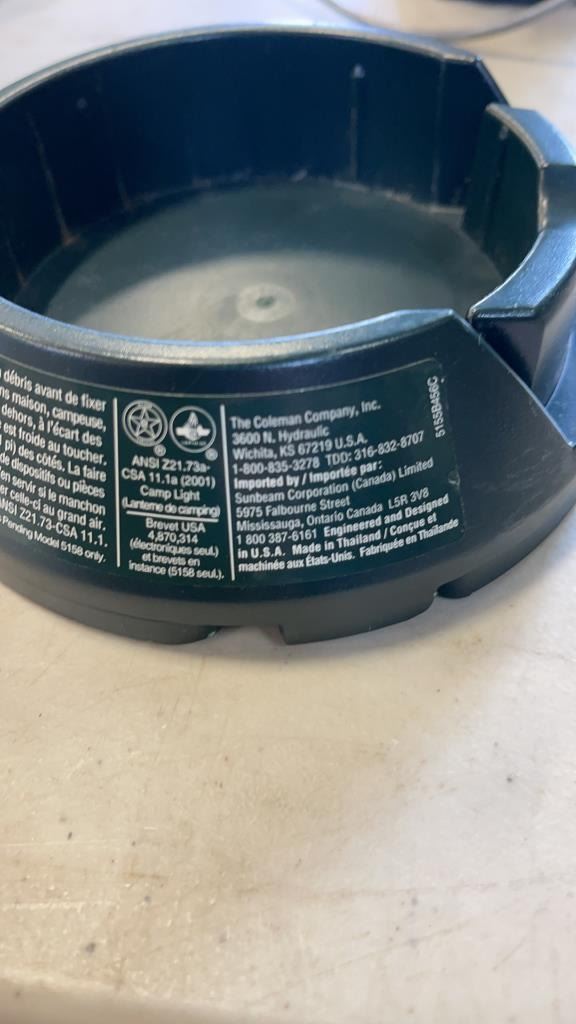 débris avant de fixer
ns maison, campeuse,
dehors, à l'écart des
est froide au toucher.
pi) des côtés. La faire
de dispositifs ou pièces
en servir si le manchon
er celle-ci au grand air.
ANSI Z21.73-CSA 11.1.
Pending Model 5158 only.
ANSI Z21.73a-
CSA 11.1a (2001)
Camp Light
(Lanterne de camping)
Brevet USA
4,870,314
(électroniques seul.)
et brevets en
instance (5158 seul.).
The Coleman Company, Inc.
3600 N. Hydraulic
Wichita, KS 67219 U.S.A.
1-800-835-3278 TDD: 316-832-8707
Imported by / Importée par:
Sunbeam Corporation (Canada) Limited
5975 Falbourne Street
Mississauga, Ontario Canada L5R 3V8
1 800 387-6161 Engineered and Designed
in U.S.A. Made in Thailand / Conçue et
machinée aux États-Unis. Fabriquée en Thaïlande
5155B456C